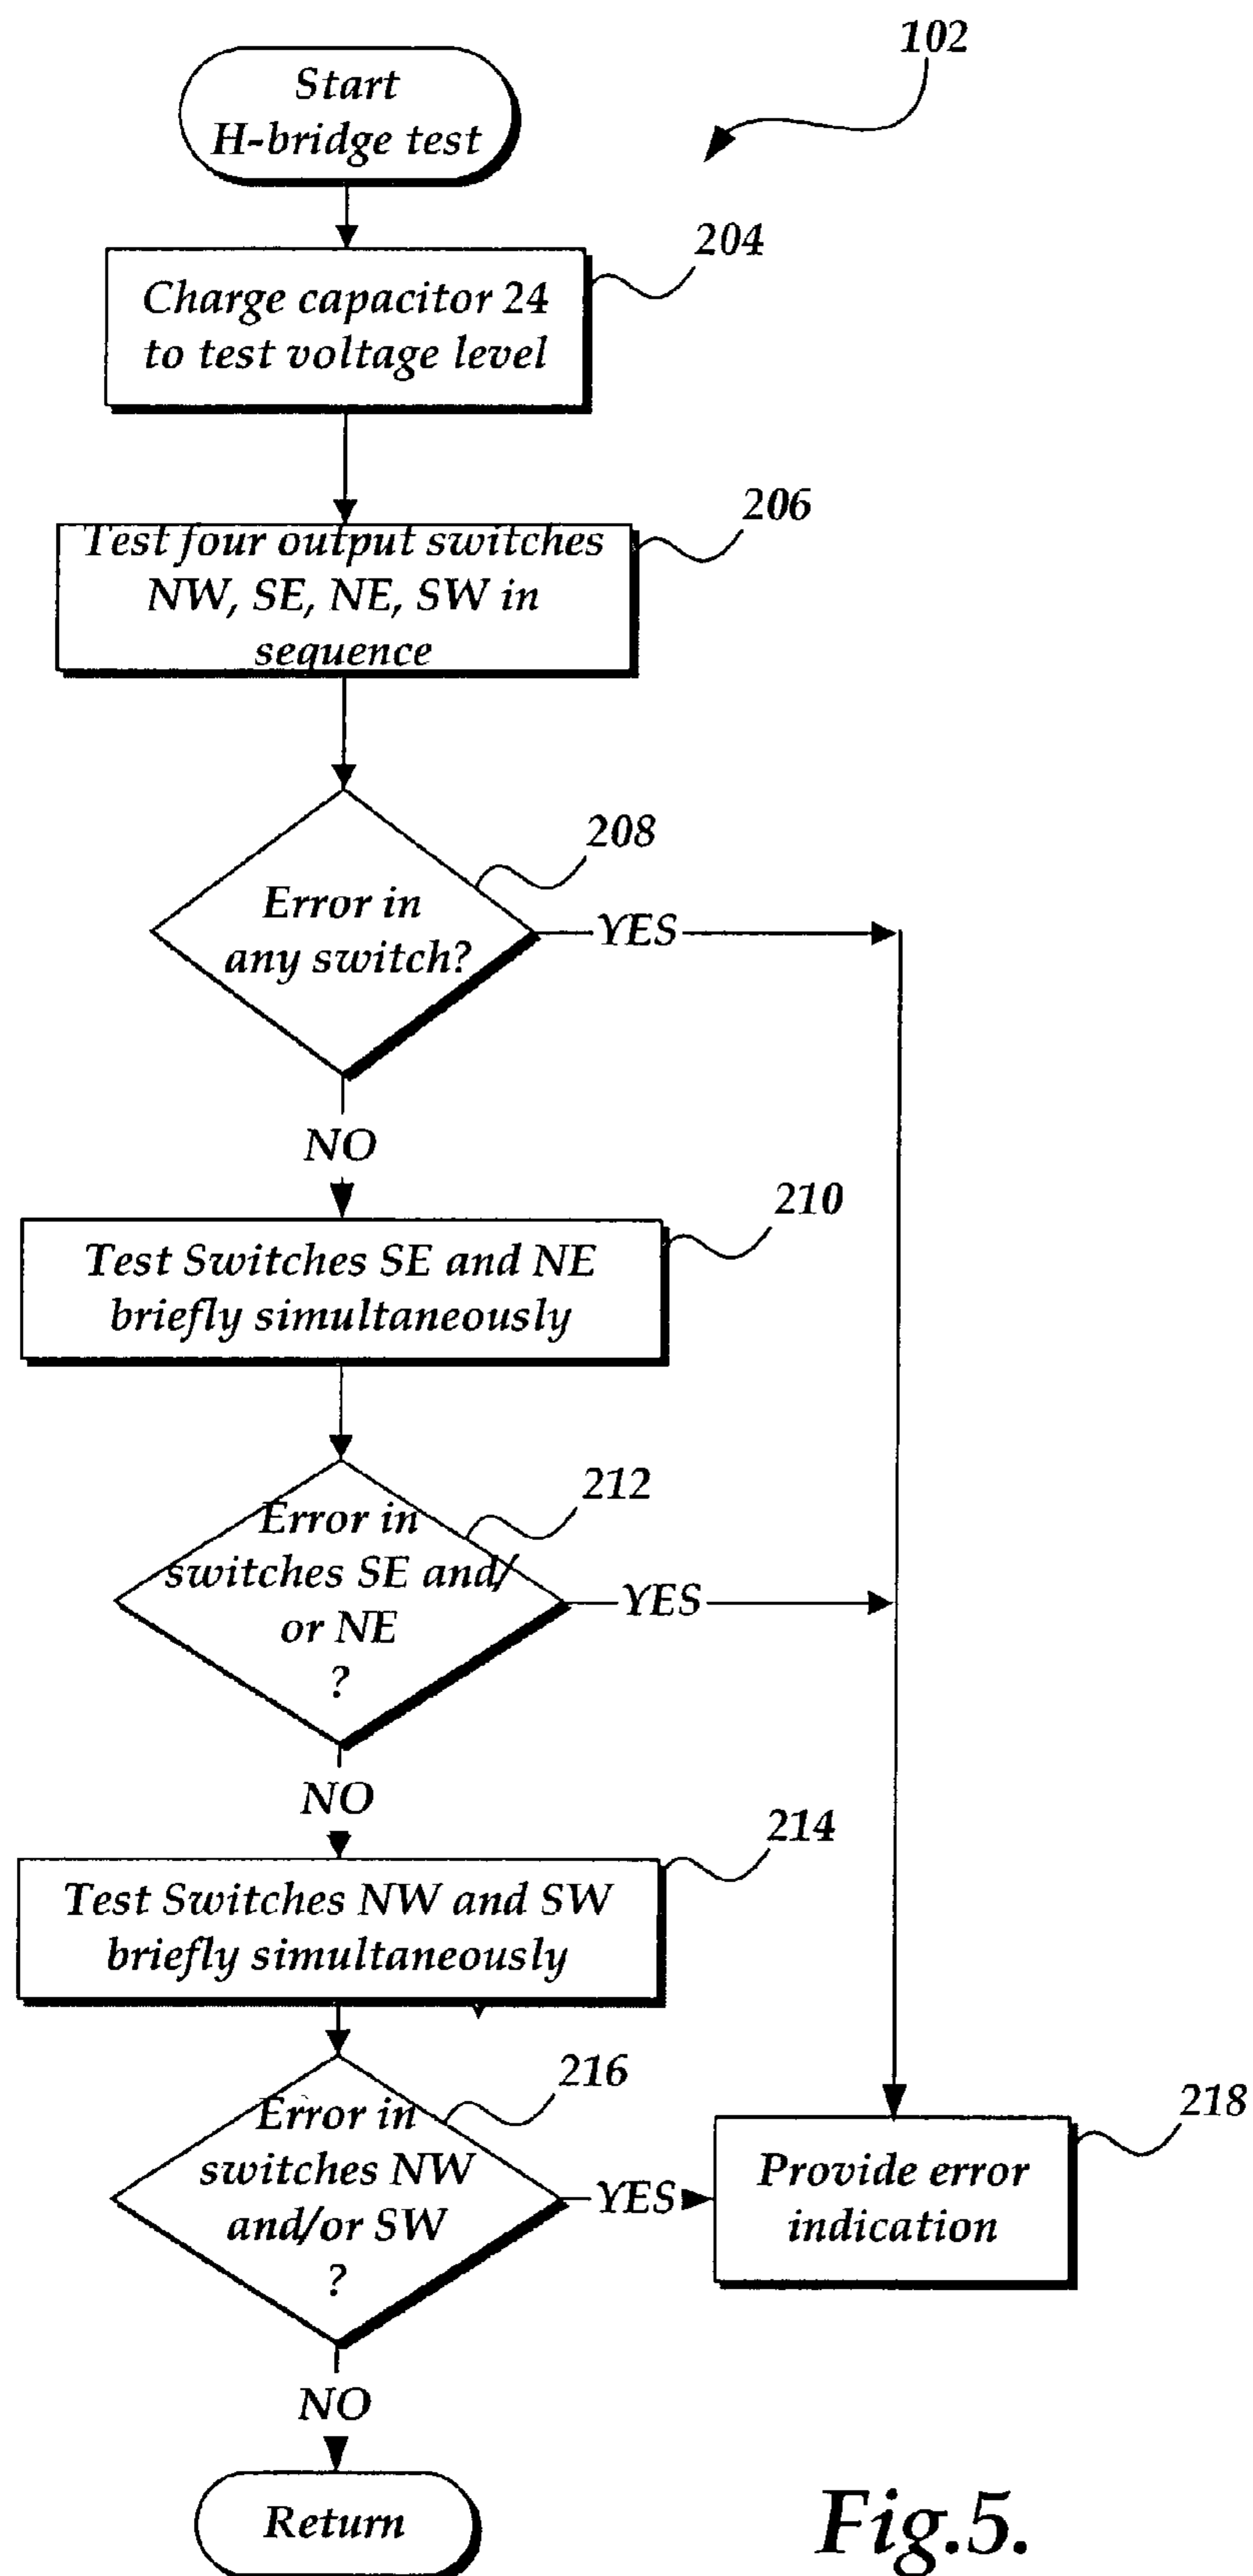 102
Start
H-bridge test
204
Charge capacitor 24
to test voltage level
206
Test four output switches
NW, SE, NE, SW in
sequence
208
Error in
any switch?
YES
NO
210
Test Switches SE and NE
briefly simultaneously
212
Error in
switches SE and/
or NE
?
YES
NO
214
Test Switches NW and SW
briefly simultaneously
216
Error in
switches NW
and/or SW
?
YES
218
Provide error
indication
NO
Return
Fig.5.